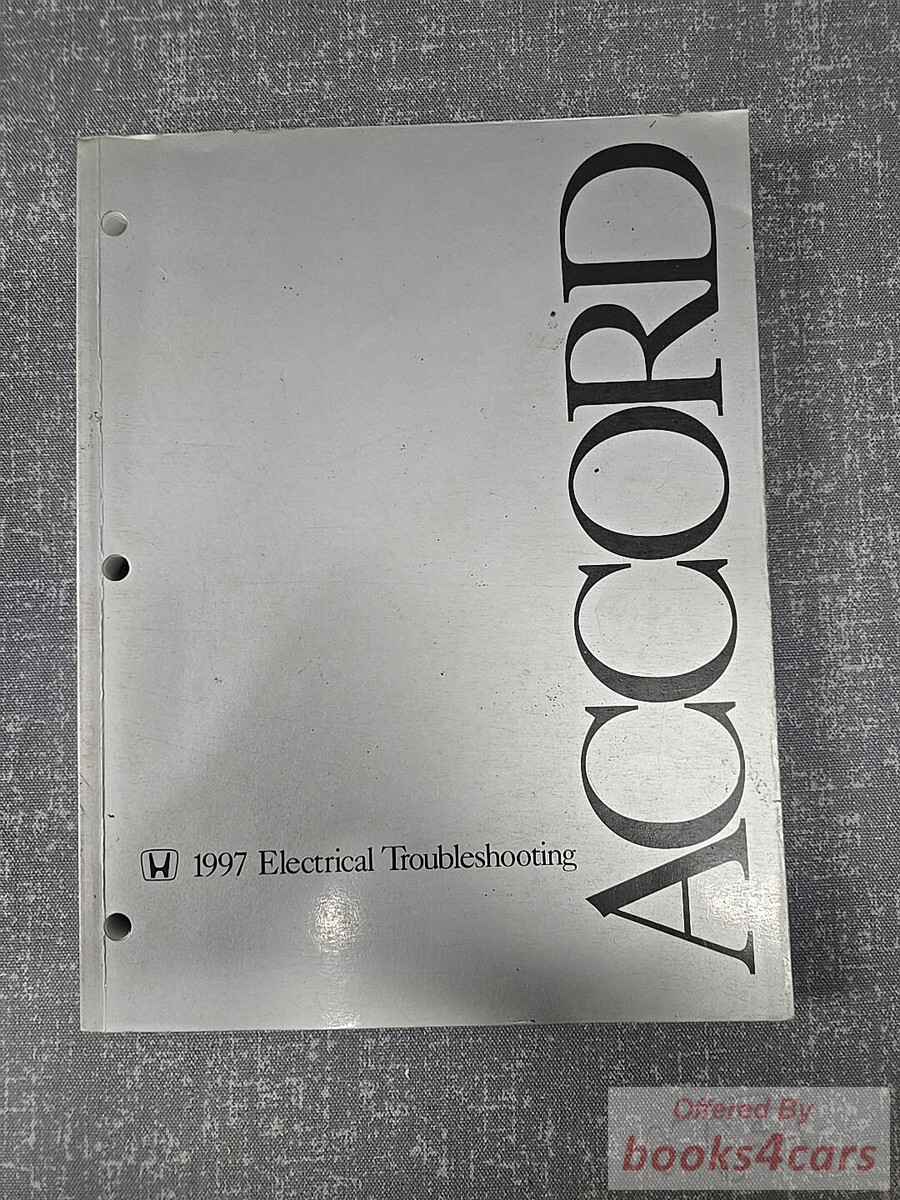 ACCORD
1997 Electrical Troubleshooting
Offered By
books4cars